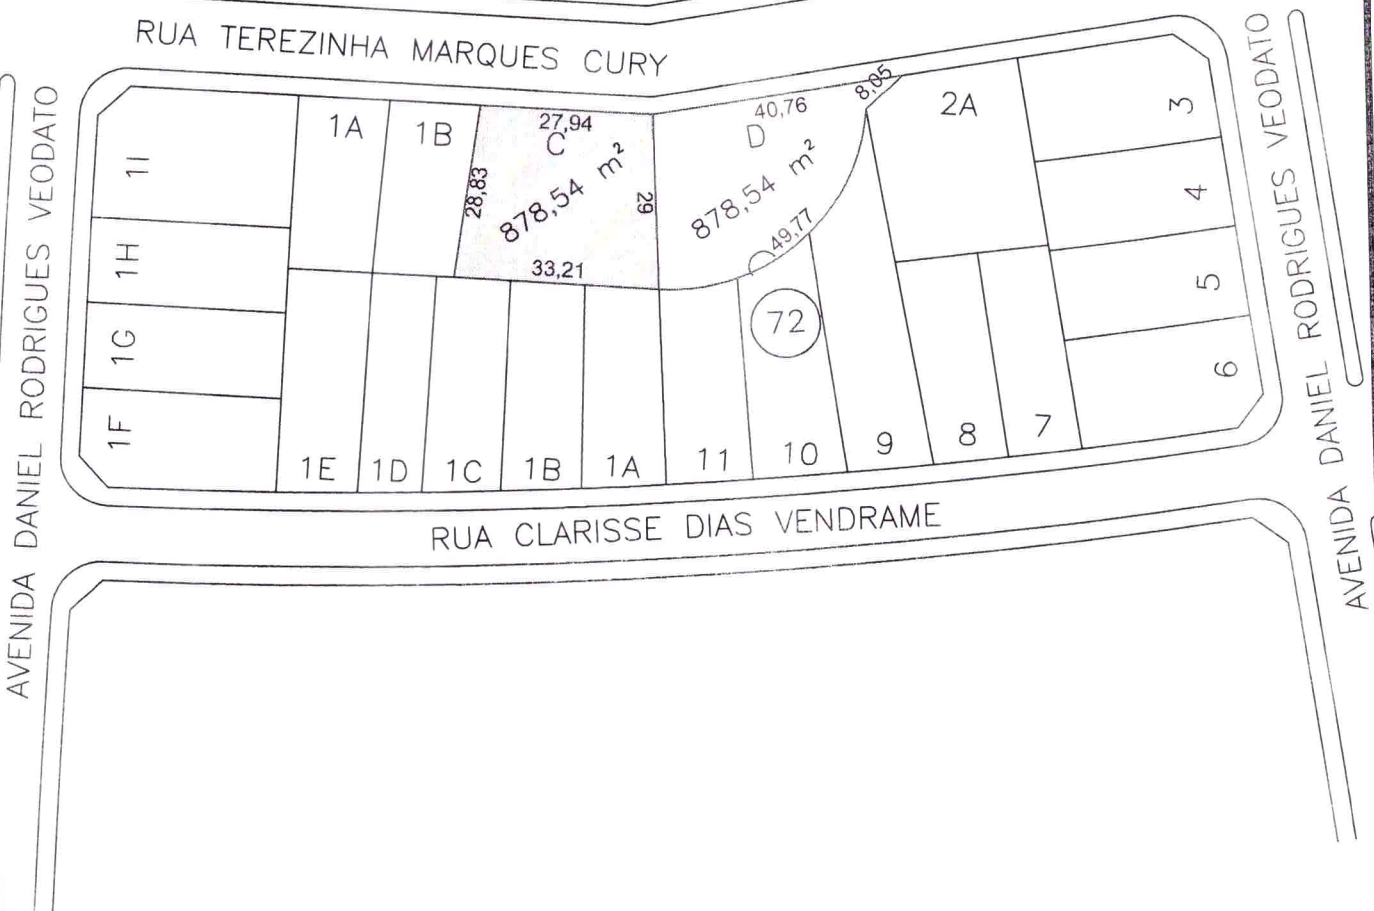 RUA TEREZINHA MARQUES CURY
AVENIDA DANIEL RODRIGUES VEODATO
AVENIDA DANIEL RODRIGUES VEODATO
1I
1H
1G
1F
1A
1B
27,94
C
878,54 m²
28,83
29
33,21
40,76
D
878,54 m²
49,77
8,05
2A
3
4
5
6
72
1E
1D
1C
1B
1A
11
10
9
8
7
RUA CLARISSE DIAS VENDRAME